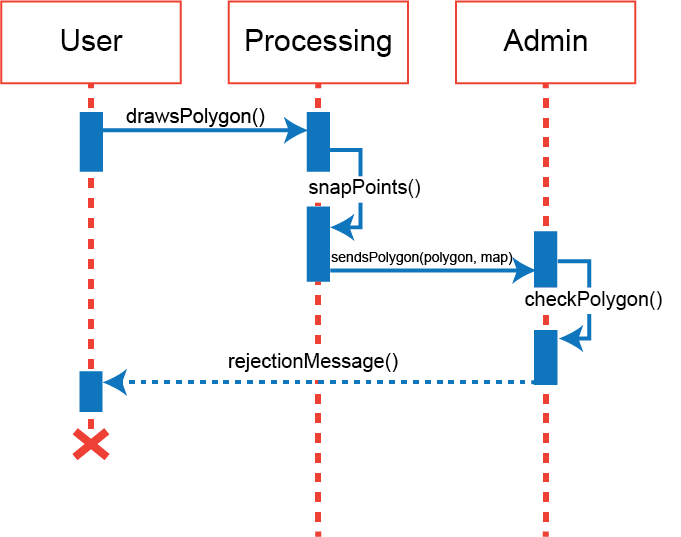 User
Processing
Admin
drawsPolygon()
snapPoints()
sendsPolygon(polygon, map)
checkPolygon()
rejectionMessage()